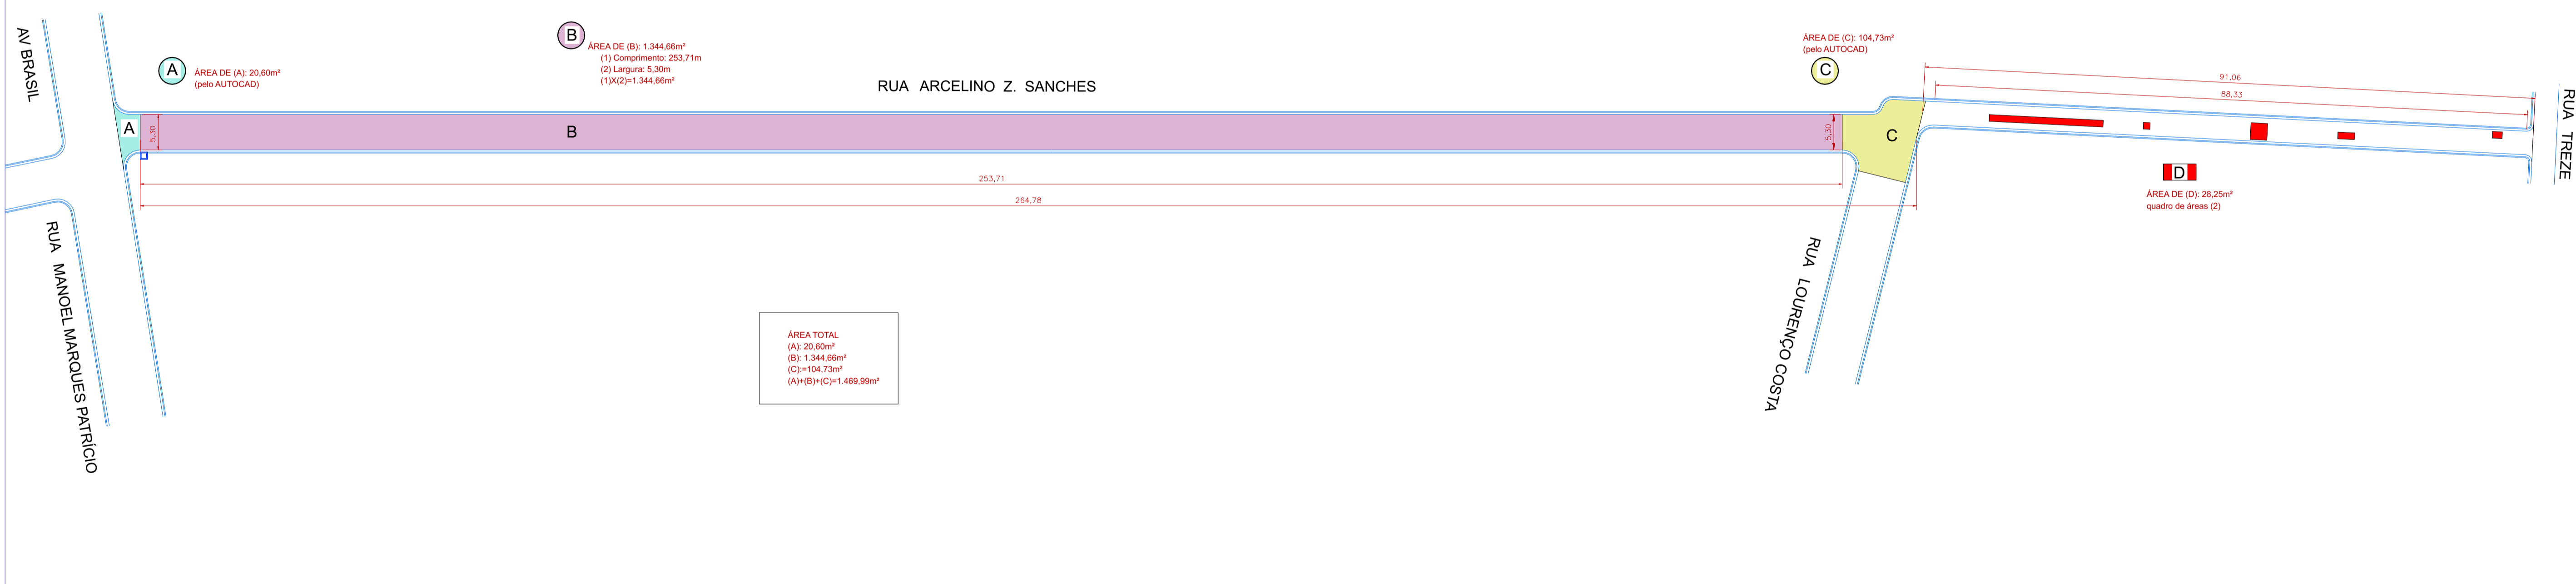 AV BRASIL
A
ÁREA DE (A): 20,60m²
(pelo AUTOCAD)
B
ÁREA DE (B): 1.344,66m²
(1) Comprimento: 253,71m
(2) Largura: 5,30m
(1)X(2)=1.344,66m²
RUA ARCELINO Z. SANCHES
ÁREA DE (C): 104,73m²
(pelo AUTOCAD)
C
91,06
88,33
RUA TREZE
A
5,30
B
5,30
C
D
ÁREA DE (D): 28,25m²
quadro de áreas (2)
253,71
264,78
RUA MANOEL MARQUES PATRÍCIO
RUA LOURENÇO COSTA
ÁREA TOTAL
(A): 20,60m²
(B): 1.344,66m²
(C):=104,73m²
(A)+(B)+(C)=1.469,99m²